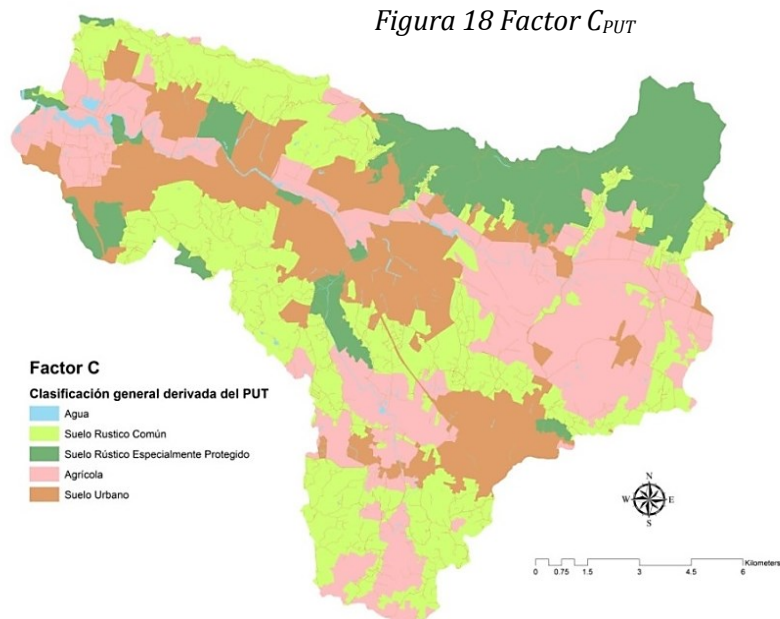 Figura 18 Factor CPUT
Factor C
Clasificación general derivada del PUT
Agua
Suelo Rustico Común
Suelo Rústico Especialmente Protegido
Agrícola
Suelo Urbano
N
W E
S
Kilometers
0 0.75 1.5 3 4.5 6